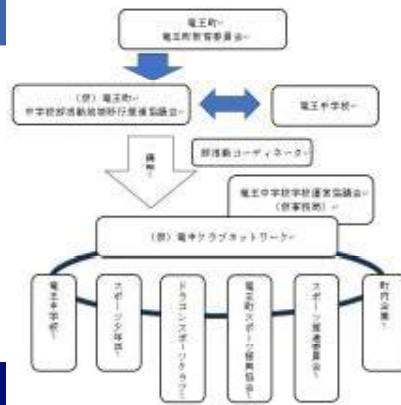 竜王町
竜王町教育委員会
(仮)竜王町
中学校部活動地域移行推進協議会
竜王中学校
部活動コーディネータ
竜王中学校学校運営協議会
(仮事務局)
(仮)竜中クラブネットワーク
竜王中学校
スポーツ少年団
ドラゴンスポーツクラブ
竜王町スポーツ協会
スポーツ推進委員会
町内企業